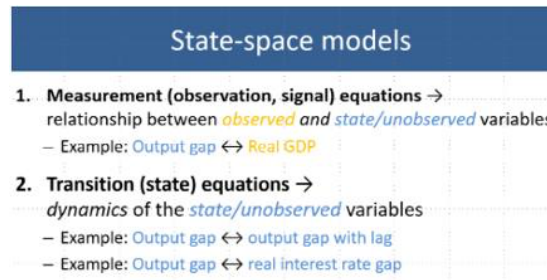 State-space models
1. Measurement (observation, signal) equations →
relationship between observed and state/unobserved variables
– Example: Output gap ↔ Real GDP
2. Transition (state) equations →
dynamics of the state/unobserved variables
– Example: Output gap ↔ output gap with lag
– Example: Output gap ↔ real interest rate gap